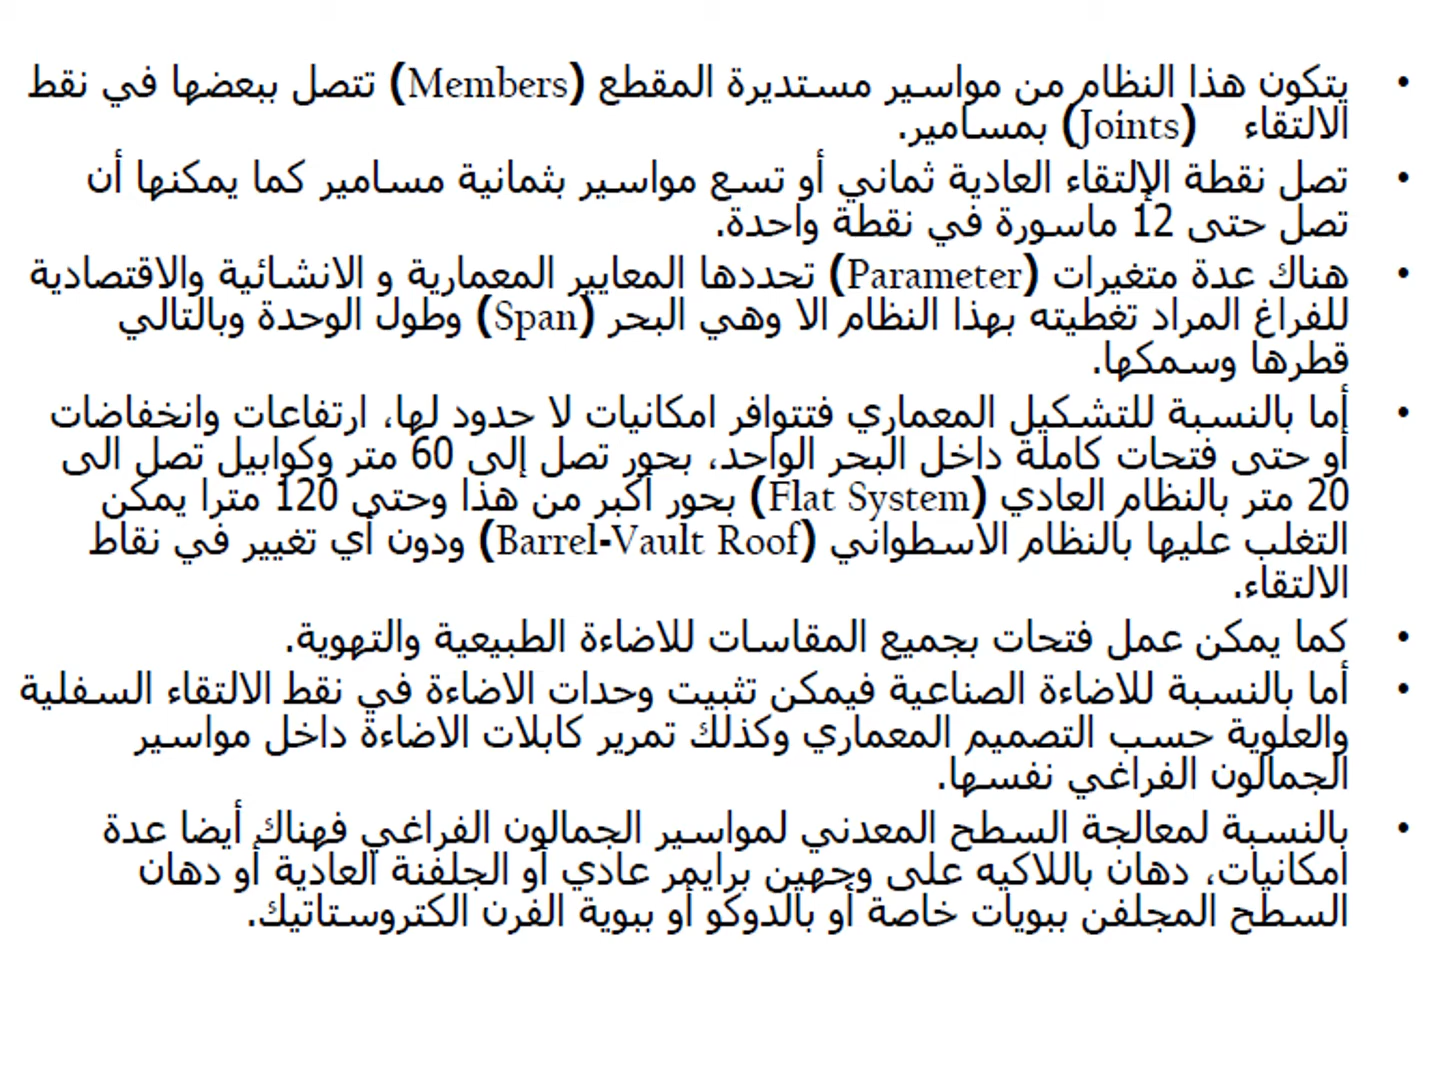 • يتكون هذا النظام من مواسير مستديرة المقطع (Members) تتصل ببعضها في نقط
الالتقاء (Joints) بمسامير.
• تصل نقطة الإلتقاء العادية ثماني أو تسع مواسير بثمانية مسامير كما يمكنها أن
تصل حتى 12 ماسورة في نقطة واحدة.
• هناك عدة متغيرات (Parameter) تحددها المعايير المعمارية و الانشائية والاقتصادية
للفراغ المراد تغطيته بهذا النظام الا وهي البحر (Span) وطول الوحدة وبالتالي
قطرها وسمكها.
• أما بالنسبة للتشكيل المعماري فتتوافر امكانيات لا حدود لها، ارتفاعات وانخفاضات
أو حتى فتحات كاملة داخل البحر الواحد، بحور تصل إلى 60 متر وكوابيل تصل الى
20 متر بالنظام العادي (Flat System) بحور أكبر من هذا وحتى 120 مترا يمكن
التغلب عليها بالنظام الاسطواني (Barrel-Vault Roof) ودون أي تغيير في نقاط
الالتقاء.
• كما يمكن عمل فتحات بجميع المقاسات للاضاءة الطبيعية والتهوية.
• أما بالنسبة للاضاءة الصناعية فيمكن تثبيت وحدات الاضاءة في نقط الالتقاء السفلية
والعلوية حسب التصميم المعماري وكذلك تمرير كابلات الاضاءة داخل مواسير
الجمالون الفراغي نفسها.
• بالنسبة لمعالجة السطح المعدني لمواسير الجمالون الفراغي فهناك أيضا عدة
امكانيات، دهان باللاكيه على وجهين برايمر عادي أو الجلفنة العادية أو دهان
السطح المجلفن ببويات خاصة أو بالدوكو أو ببوية الفرن الكتروستاتيك.